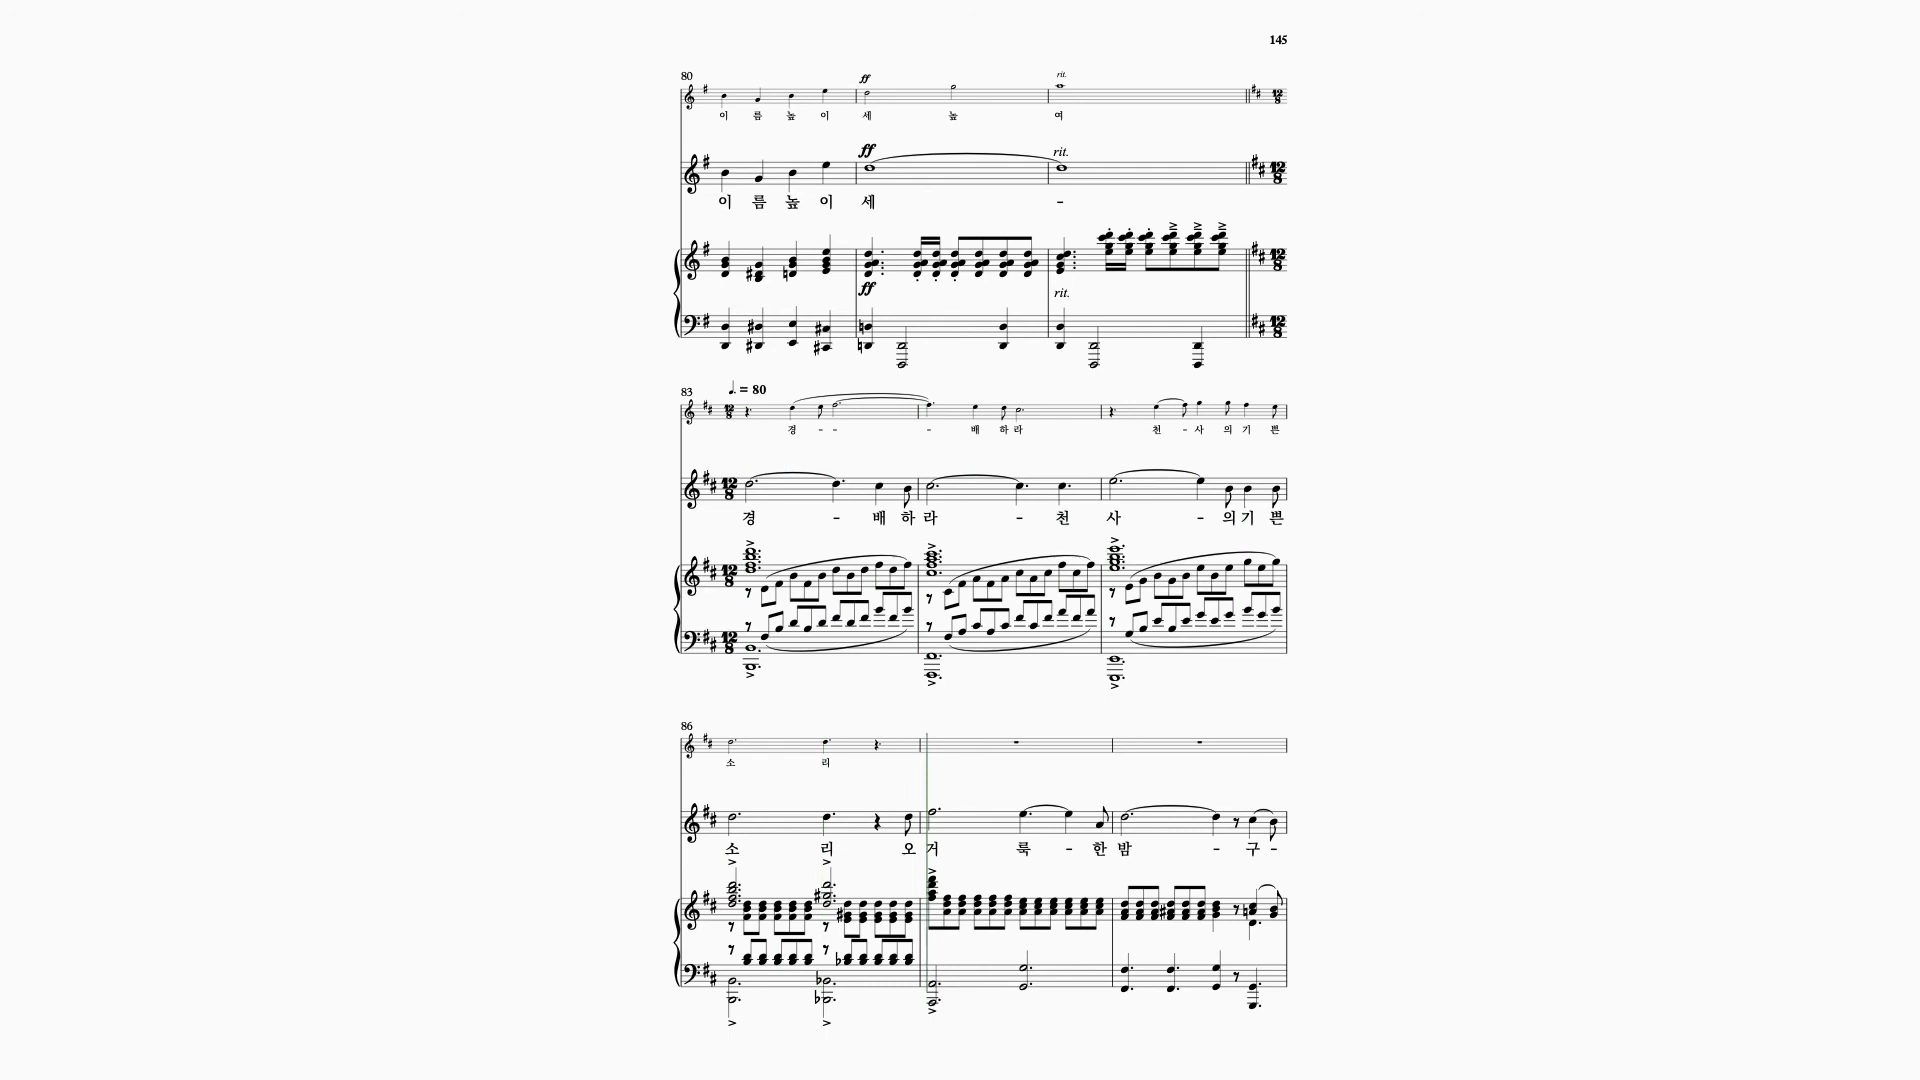 145
80
ff
rit.
이 름 높 이 세 높 여
ff
rit.
이 름 높 이 세 -
ff
rit.
83
♩. = 80
경 - - - 배 하 라 천 - 사 의 기 쁜
경 - 배 하 라 - 천 사 - 의 기 쁜
86
소 리
소 리 오 거 룩 - 한 밤 - 구 -